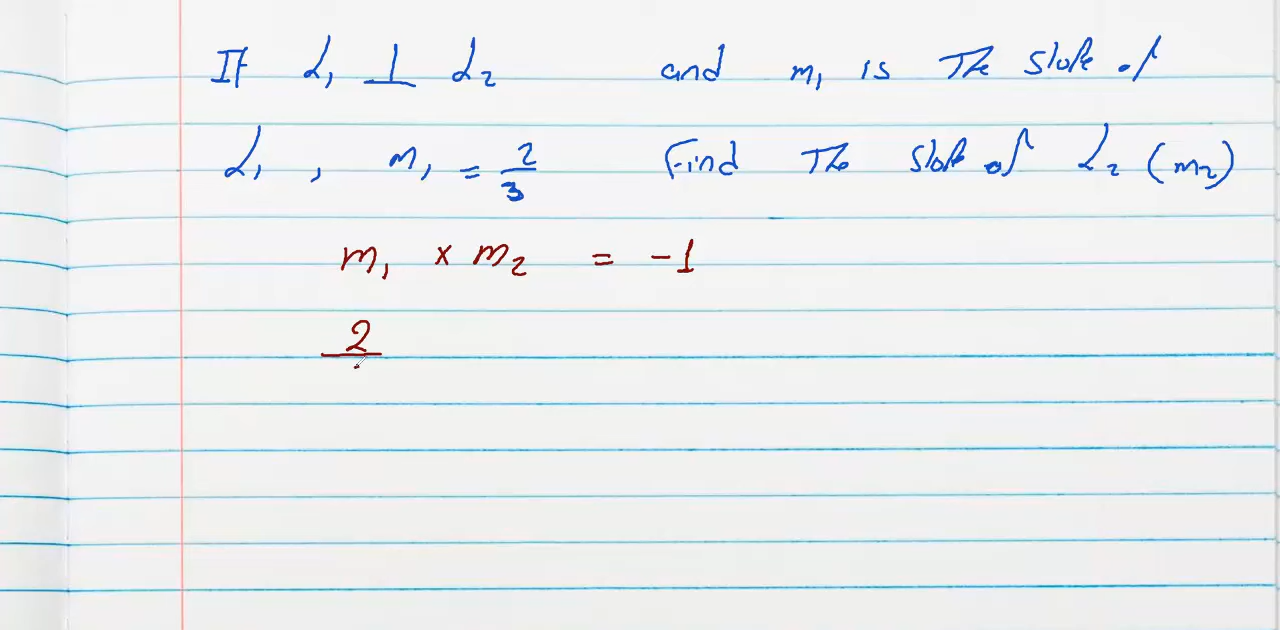 If L₁ ⊥ L₂ and m₁ is The slope of
L₁ , m₁ = 2/3 Find The slope of L₂ (m₂)
m₁ × m₂ = -1
2